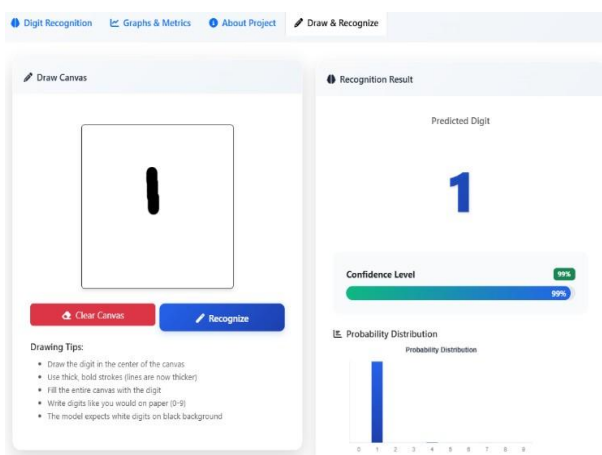 Digit Recognition
Graphs & Metrics
About Project
Draw & Recognize
Draw Canvas
Clear Canvas
Recognize
Drawing Tips:
Draw the digit in the center of the canvas
Use thick, bold strokes (lines are now thicker)
Fill the entire canvas with the digit
Write digits like you would on paper (0-9)
The model expects white digits on black background
Recognition Result
Predicted Digit
1
Confidence Level
99%
99%
Probability Distribution
Probability Distribution
0 1 2 3 4 5 6 7 8 9